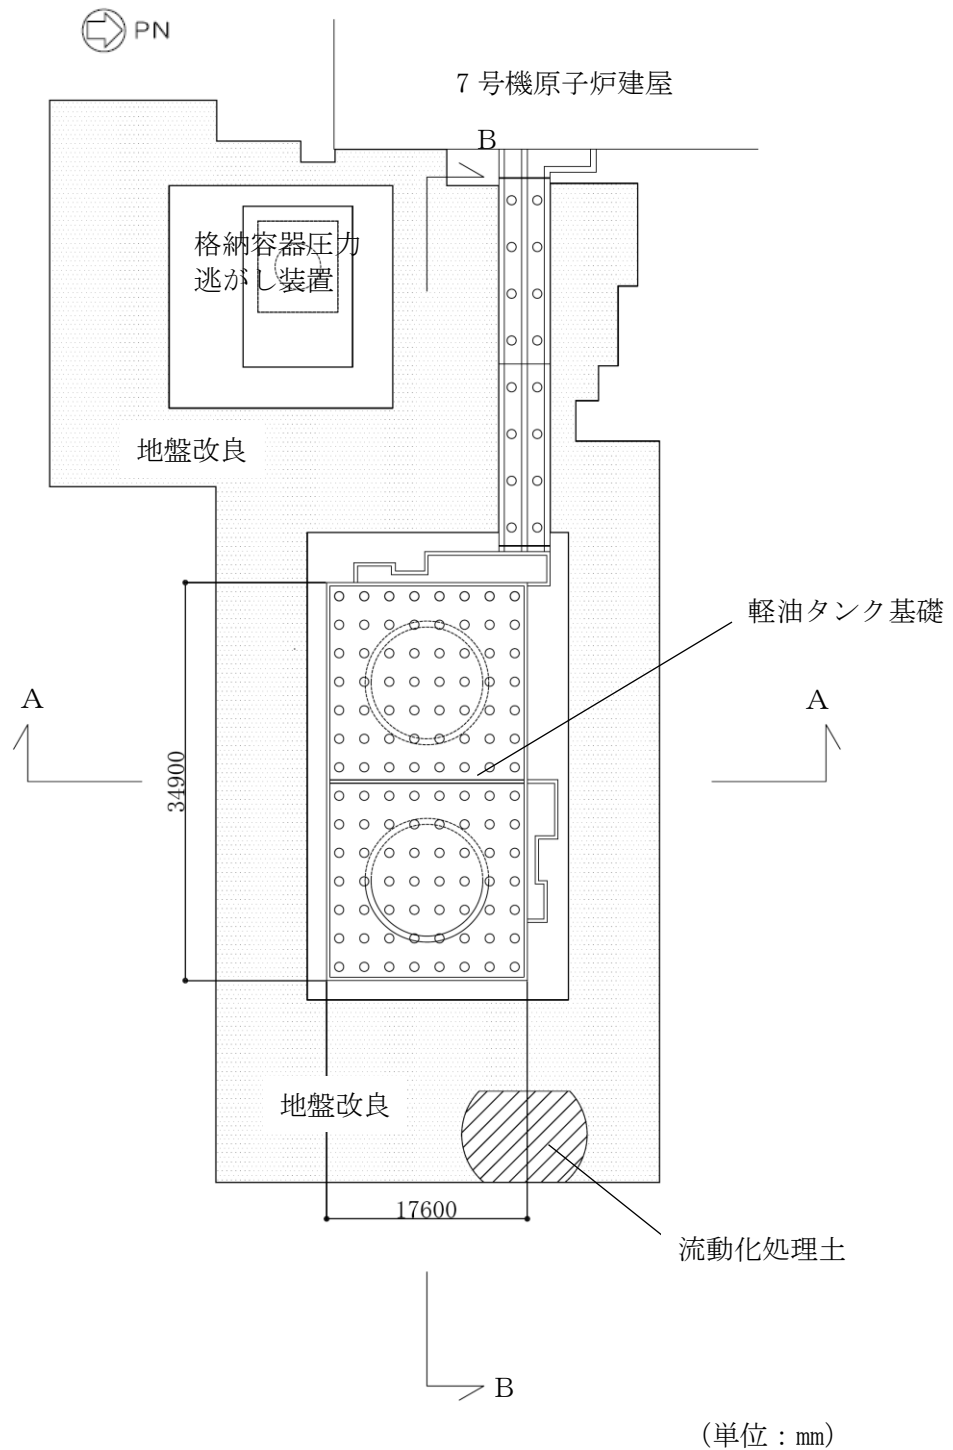 PN
7 号機原子炉建屋
B
格納容器圧力
逃がし装置
地盤改良
軽油タンク基礎
A
A
34900
地盤改良
17600
流動化処理土
B
(単位：mm)